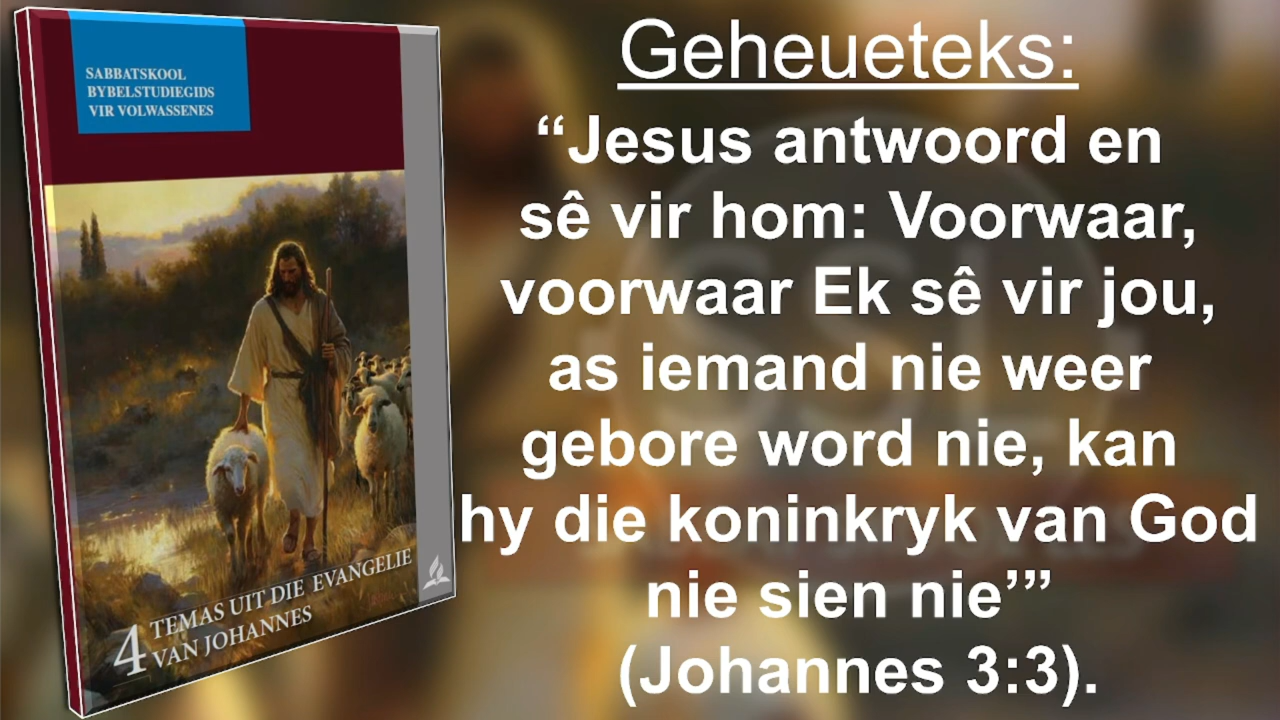 SABBATSKOOL
BYBELSTUDIEGIDS
VIR VOLWASSENES
4 TEMAS UIT DIE EVANGELIE
VAN JOHANNES
Geheueteks:
“Jesus antwoord en
sê vir hom: Voorwaar,
voorwaar Ek sê vir jou,
as iemand nie weer
gebore word nie, kan
hy die koninkryk van God
nie sien nie’”
(Johannes 3:3).